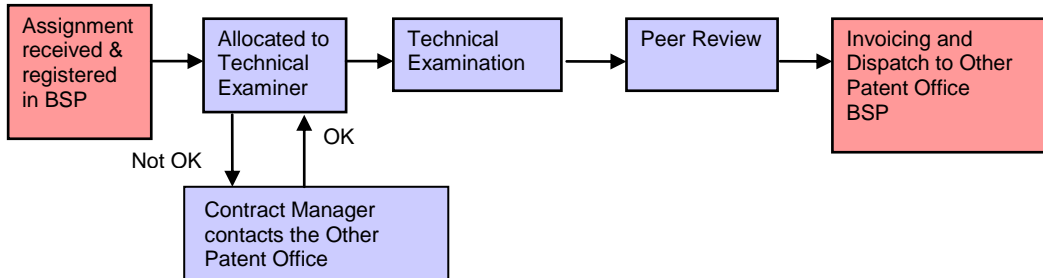 Assignment
received &
registered
in BSP
Allocated to
Technical
Examiner
Technical
Examination
Peer Review
Invoicing and
Dispatch to Other
Patent Office
BSP
Not OK
OK
Contract Manager
contacts the Other
Patent Office